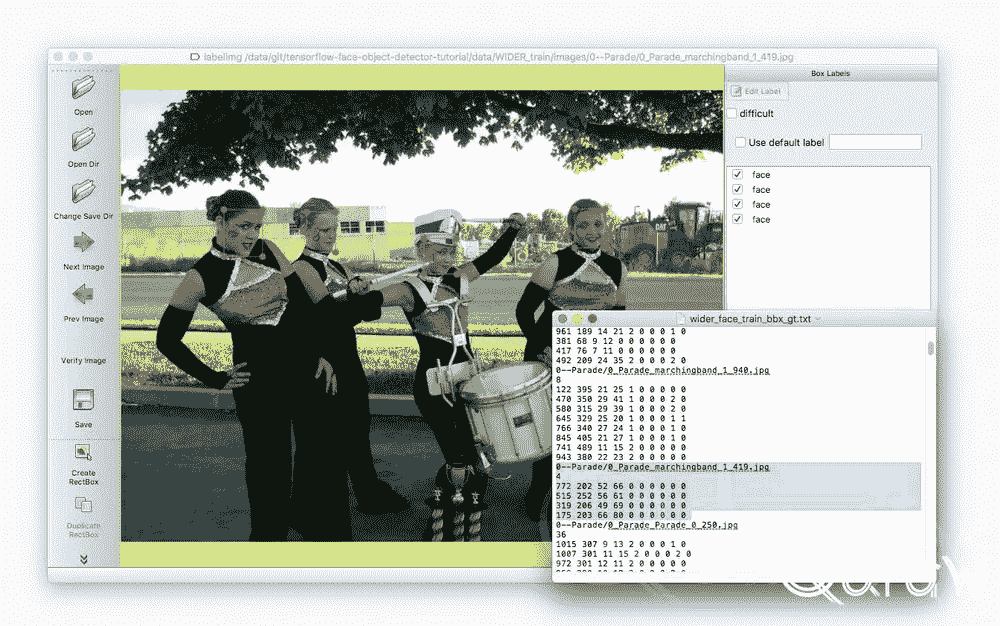 labelImg /data/git/tensorflow-face-object-detector-tutorial/data/WIDER_train/images/0--Parade/0_Parade_marchingband_1_419.jpg
Open
Open Dir
Change Save Dir
Next Image
Prev Image
Verify Image
Save
Create
RectBox
Duplicate
RectBox
Box Labels
Edit Label
difficult
Use default label
face
face
face
face
CAT
wider_face_train_bbx_gt.txt
961 189 14 21 2 0 0 0 1 0
381 68 9 12 0 0 0 0 0 0
417 76 7 11 0 0 0 0 0 0
492 209 24 35 2 0 0 0 2 0
0--Parade/0_Parade_marchingband_1_940.jpg
8
122 395 21 25 1 0 0 0 0 0
470 350 29 41 1 0 0 0 2 0
580 315 29 39 1 0 0 0 2 0
645 329 25 20 1 0 0 0 1 1
766 340 27 24 1 0 0 0 1 0
845 405 21 27 1 0 0 0 1 0
741 489 11 15 2 0 0 0 0 0
943 380 22 23 2 0 0 0 0 0
0--Parade/0_Parade_marchingband_1_419.jpg
4
772 202 52 66 0 0 0 0 0 0
515 252 56 61 0 0 0 0 0 0
319 206 49 69 0 0 0 0 0 0
175 203 66 80 0 0 0 0 0 0
0--Parade/0_Parade_Parade_0_250.jpg
36
1015 307 9 13 2 0 0 0 1 0
1007 301 11 15 2 0 0 0 2 0
972 301 12 11 2 0 0 0 0 0